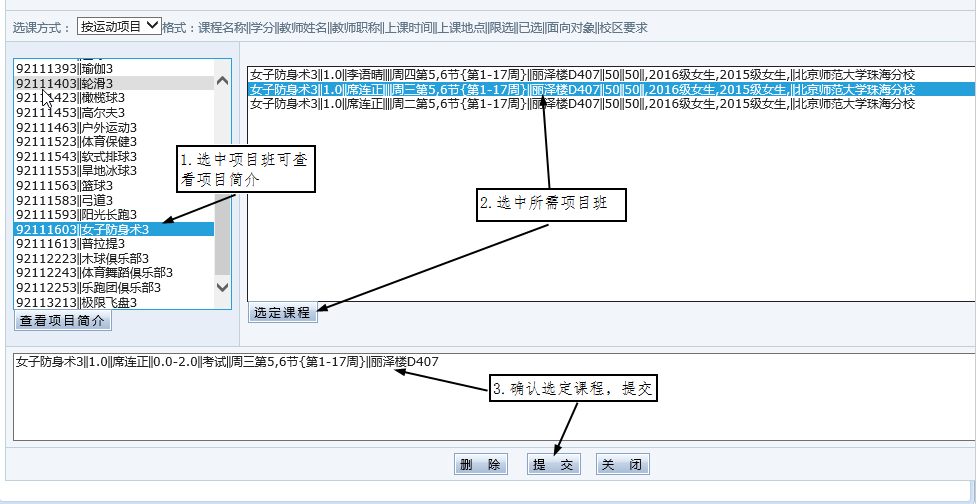 选课方式： 按运动项目 格式：课程名称||学分||教师姓名||教师职称||上课时间||上课地点||限选||已选||面向对象||校区要求
92111393||瑜伽3
92111403||轮滑3
92111423||橄榄球3
92111453||高尔夫3
92111463||户外运动3
92111523||体育保健3
92111543||软式排球3
92111553||旱地冰球3
92111563||篮球3
92111583||弓道3
92111593||阳光长跑3
92111603||女子防身术3
92111613||普拉提3
92112223||木球俱乐部3
92112243||体育舞蹈俱乐部3
92112253||乐跑团俱乐部3
92113213||极限飞盘3
查看项目简介
1.选中项目班可查
看项目简介
女子防身术3||1.0||李语晴||||周四第5,6节{第1-17周}||丽泽楼D407||50||50||,2016级女生,2015级女生,||北京师范大学珠海分校
女子防身术3||1.0||席连正||||周三第5,6节{第1-17周}||丽泽楼D407||50||50||,2016级女生,2015级女生,||北京师范大学珠海分校
女子防身术3||1.0||席连正||||周二第5,6节{第1-17周}||丽泽楼D407||50||50||,2016级女生,2015级女生,||北京师范大学珠海分校
2.选中所需项目班
选定课程
女子防身术3||1.0||席连正||0.0-2.0||考试||周三第5,6节{第1-17周}||丽泽楼D407
3.确认选定课程，提交
删 除 提 交 关 闭